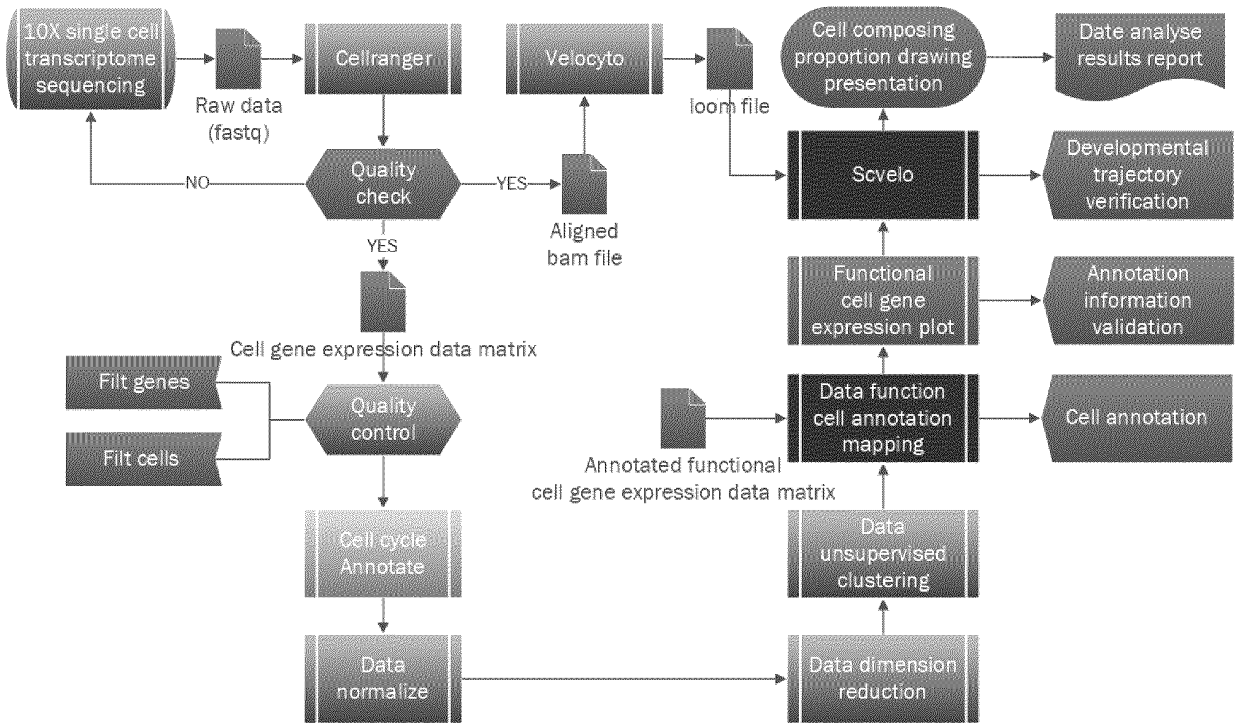 10X single cell
transcriptome
sequencing
Raw data
(fastq)
Cellranger
Velocyto
loom file
Cell composing
proportion drawing
presentation
Date analyse
results report
NO
Quality
check
YES
Aligned
bam file
Scvelo
Developmental
trajectory
verification
YES
Cell gene expression data matrix
Functional
cell gene
expression plot
Annotation
information
validation
Filt genes
Filt cells
Quality
control
Annotated functional
cell gene expression data matrix
Data function
cell annotation
mapping
Cell annotation
Cell cycle
Annotate
Data
unsupervised
clustering
Data
normalize
Data dimension
reduction